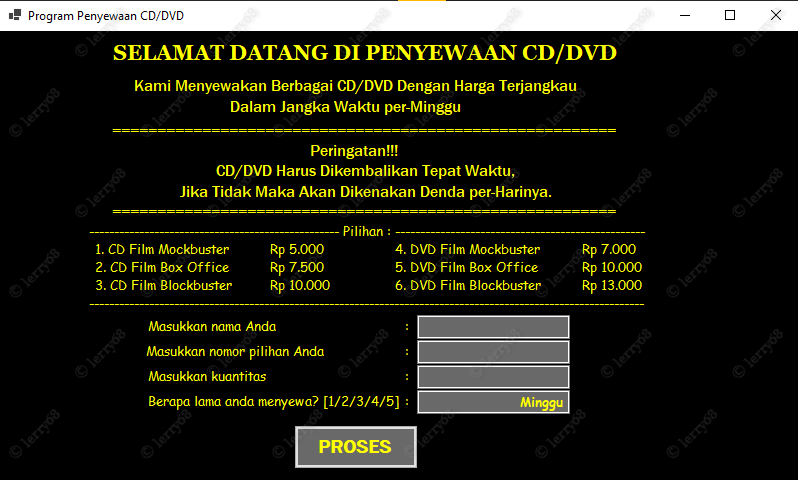 Program Penyewaan CD/DVD
SELAMAT DATANG DI PENYEWAAN CD/DVD
Kami Menyewakan Berbagai CD/DVD Dengan Harga Terjangkau
Dalam Jangka Waktu per-Minggu
========================================================
Peringatan!!!
CD/DVD Harus Dikembalikan Tepat Waktu,
Jika Tidak Maka Akan Dikenakan Denda per-Harinya.
========================================================
-------------------------------------------------- Pilihan : --------------------------------------------------
1. CD Film Mockbuster Rp 5.000 4. DVD Film Mockbuster Rp 7.000
2. CD Film Box Office Rp 7.500 5. DVD Film Box Office Rp 10.000
3. CD Film Blockbuster Rp 10.000 6. DVD Film Blockbuster Rp 13.000
---------------------------------------------------------------------------------------------------------------
Masukkan nama Anda :
Masukkan nomor pilihan Anda :
Masukkan kuantitas :
Berapa lama anda menyewa? [1/2/3/4/5] : Minggu
PROSES
© lerry08